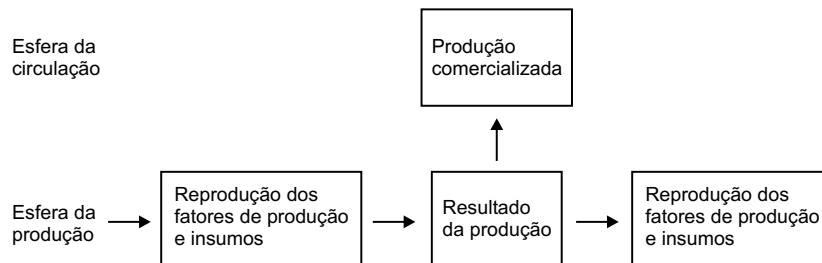 Esfera da
circulação
Produção
comercializada
Esfera da
produção
Reprodução dos
fatores de produção
e insumos
Resultado
da produção
Reprodução dos
fatores de produção
e insumos